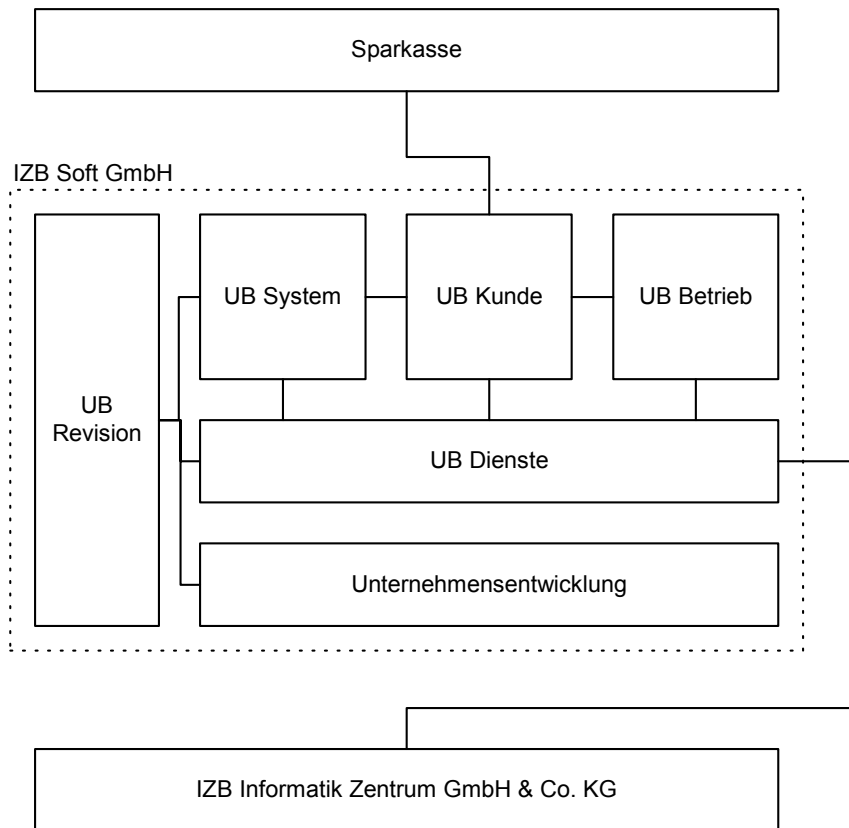 Sparkasse
IZB Soft GmbH
UB System
UB Kunde
UB Betrieb
UB
Revision
UB Dienste
Unternehmensentwicklung
IZB Informatik Zentrum GmbH & Co. KG